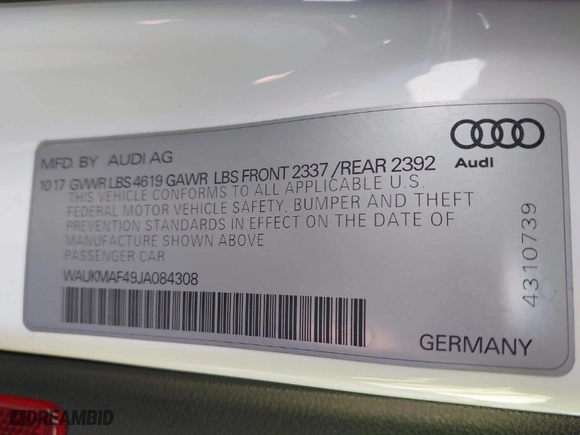 MFD. BY AUDI AG
10 17 GVWR LBS 4619 GAWR LBS FRONT 2337 /REAR 2392
THIS VEHICLE CONFORMS TO ALL APPLICABLE U.S.
FEDERAL MOTOR VEHICLE SAFETY, BUMPER AND THEFT
PREVENTION STANDARDS IN EFFECT ON THE DATE OF
MANUFACTURE SHOWN ABOVE
PASSENGER CAR
WAUKMAF49JA084308
Audi
4310739
GERMANY
DREAMBID